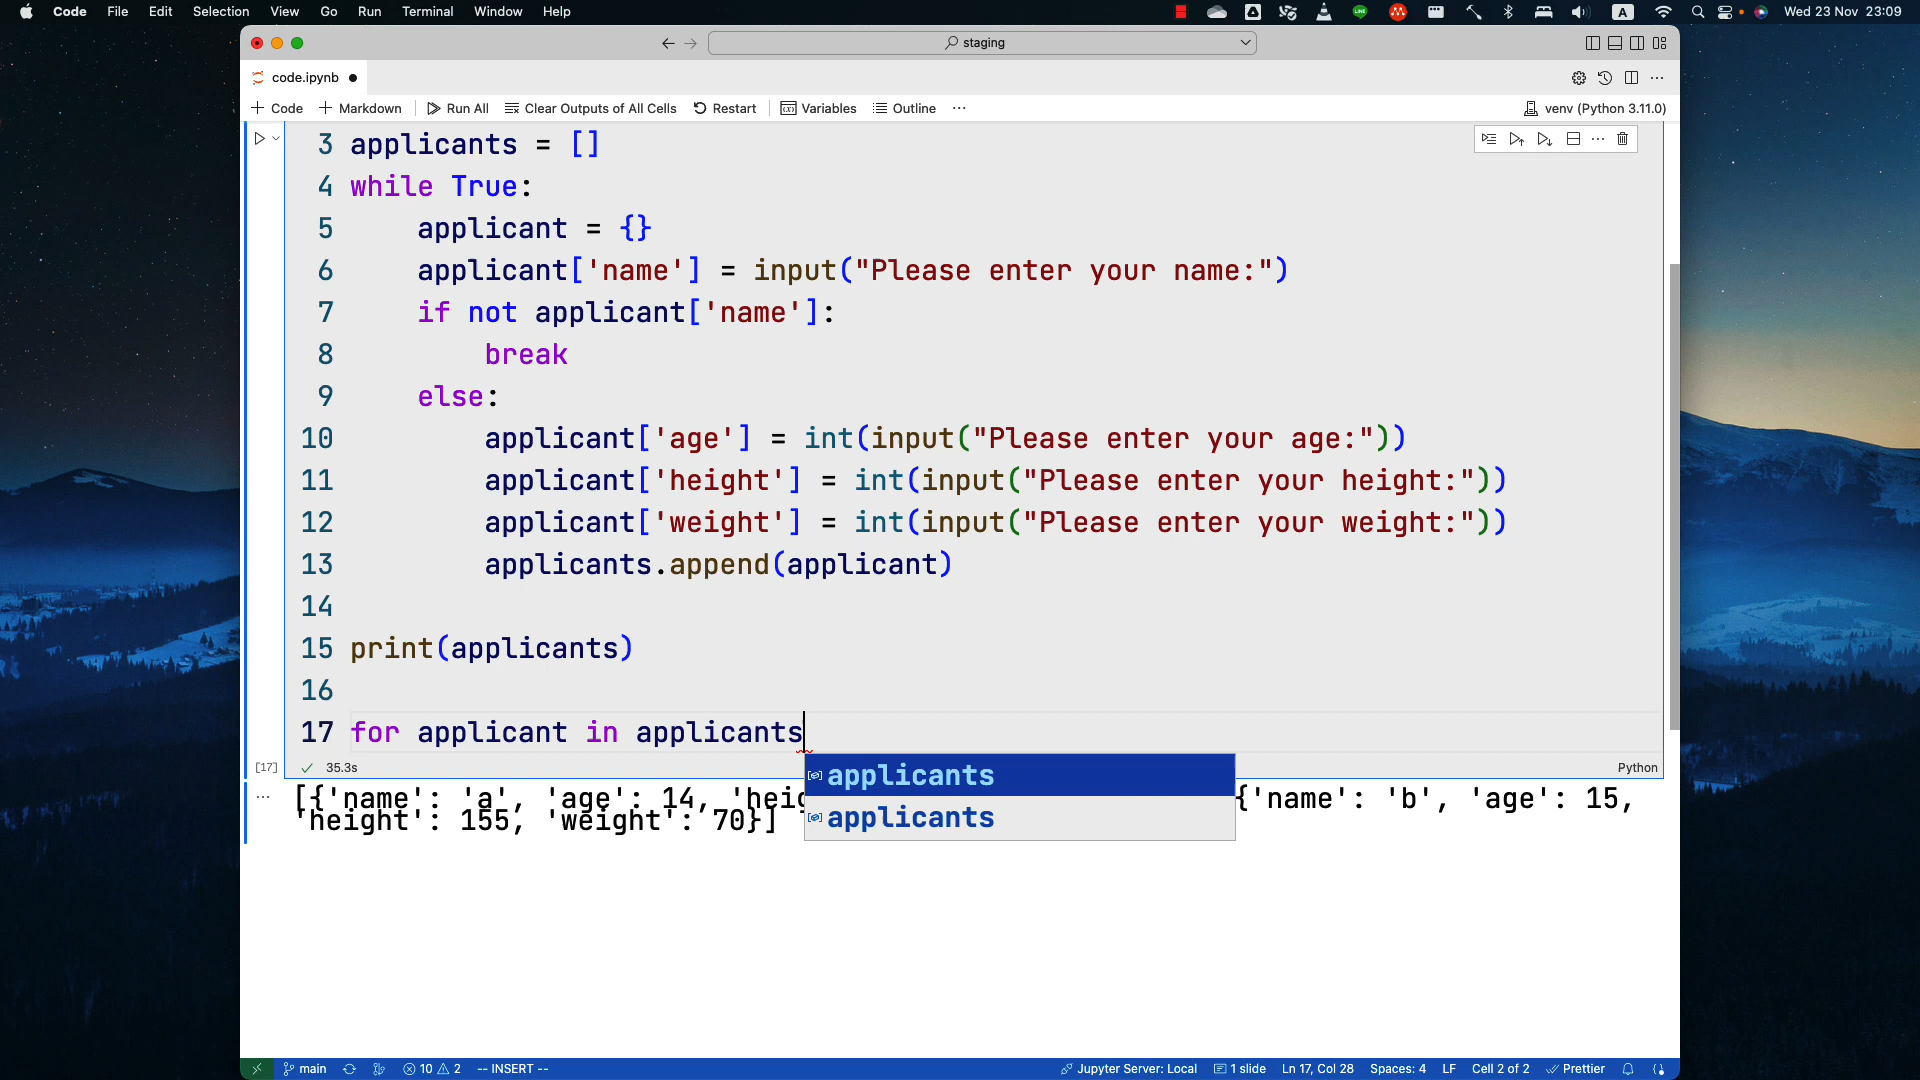 Code File Edit Selection View Go Run Terminal Window Help A Wed 23 Nov 23:09
staging
code.ipynb
Code Markdown Run All Clear Outputs of All Cells Restart Variables Outline ... venv (Python 3.11.0)
3 applicants = []
4 while True:
5 applicant = {}
6 applicant['name'] = input("Please enter your name:")
7 if not applicant['name']:
8 break
9 else:
10 applicant['age'] = int(input("Please enter your age:"))
11 applicant['height'] = int(input("Please enter your height:"))
12 applicant['weight'] = int(input("Please enter your weight:"))
13 applicants.append(applicant)
14
15 print(applicants)
16
17 for applicant in applicants
[17] 35.3s Python
applicants
applicants
[{'name': 'a', 'age': 14, 'heig {'name': 'b', 'age': 15,
'height': 155, 'weight': 70}]
main 10 2 -- INSERT -- Jupyter Server: Local 1 slide Ln 17, Col 28 Spaces: 4 LF Cell 2 of 2 Prettier